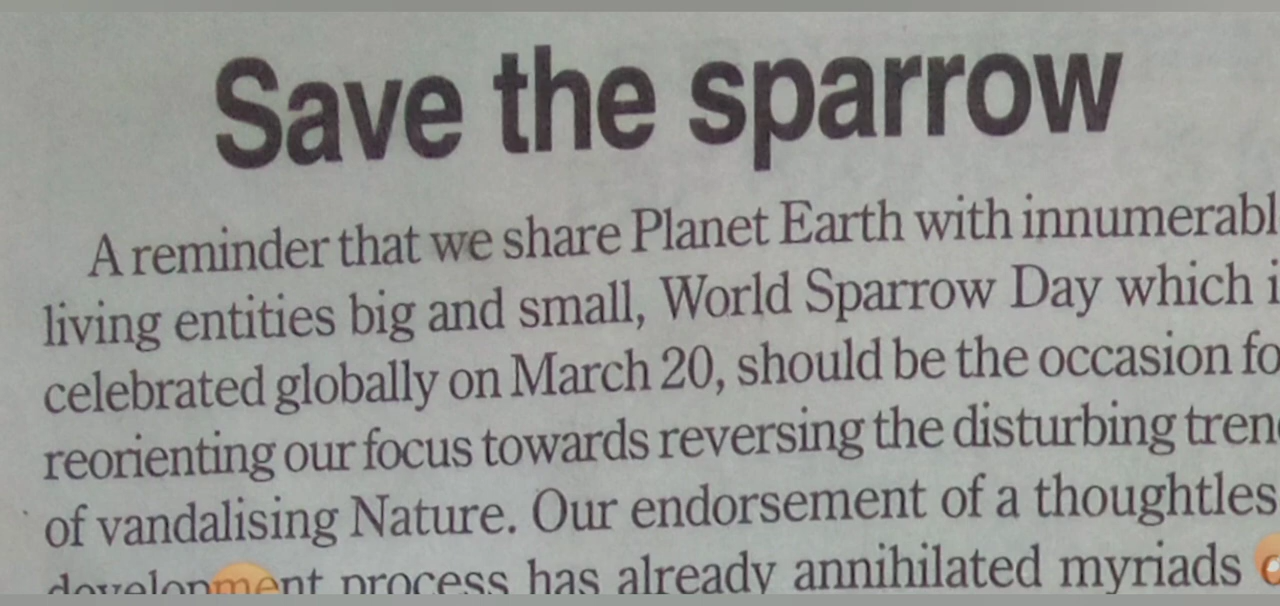 Save the sparrow
A reminder that we share Planet Earth with innumerabl
living entities big and small, World Sparrow Day which i
celebrated globally on March 20, should be the occasion fo
reorienting our focus towards reversing the disturbing tren
of vandalising Nature. Our endorsement of a thoughtles
development process has already annihilated myriads